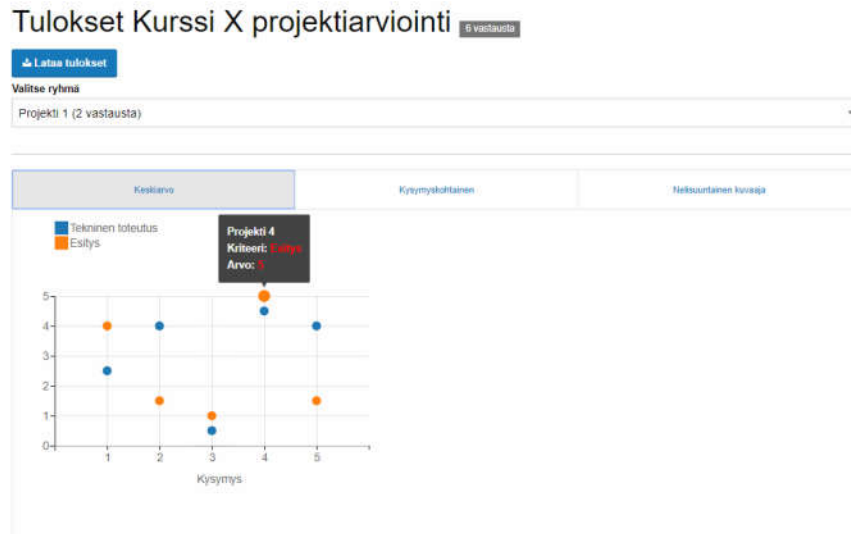 Tulokset Kurssi X projektiarviointi 6 vastausta
Lataa tulokset
Valitse ryhmä
Projekti 1 (2 vastausta)
Keskiarvo
Kysymyskohtainen
Nelisuuntainen kuvaaja
Tekninen toteutus
Esitys
Projekti 4
Kriteeri: Esitys
Arvo: 5
5
4
3
2
1
0
1 2 3 4 5
Kysymys